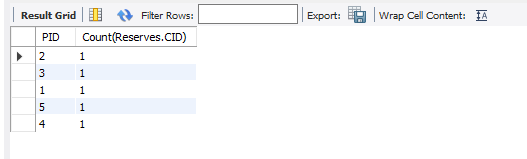 Result Grid Filter Rows: Export: Wrap Cell Content: IA
PID Count(Reserves.CID)
2 1
3 1
1 1
5 1
4 1